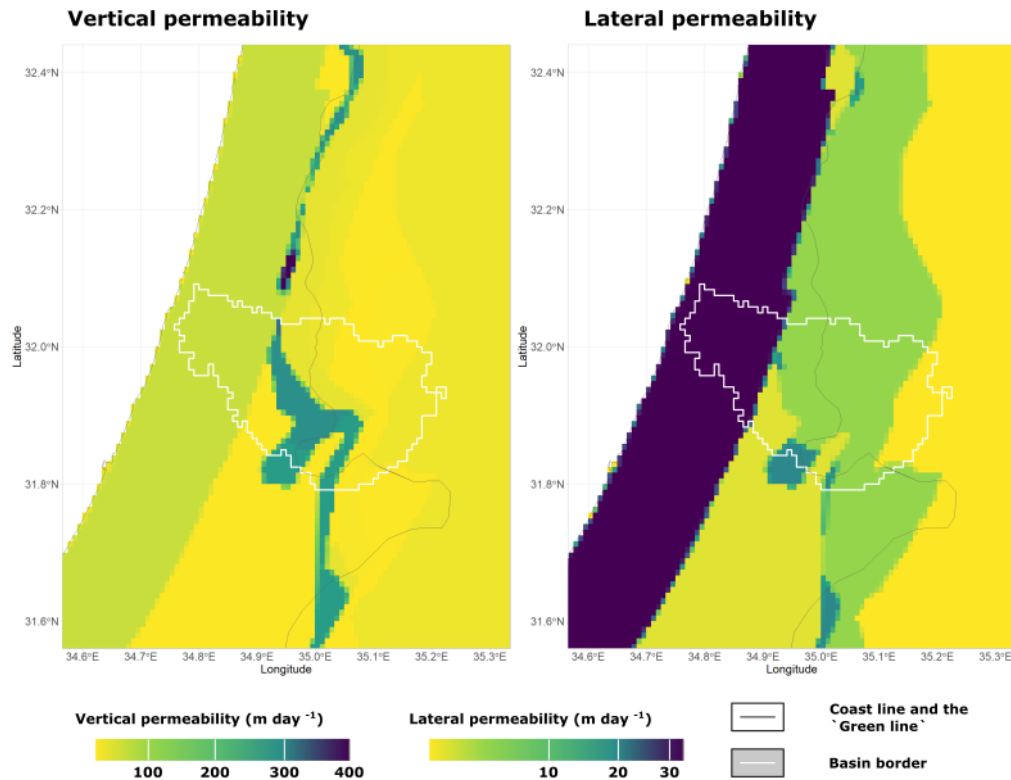 Vertical permeability
Lateral permeability
32.4°N
32.2°N
32.0°N
31.8°N
31.6°N
Latitude
34.6°E 34.7°E 34.8°E 34.9°E 35.0°E 35.1°E 35.2°E 35.3°E
Longitude
32.4°N
32.2°N
32.0°N
31.8°N
31.6°N
Latitude
34.6°E 34.7°E 34.8°E 34.9°E 35.0°E 35.1°E 35.2°E 35.3°E
Longitude
Vertical permeability (m day -1)
100 200 300 400
Lateral permeability (m day -1)
10 20 30
Coast line and the
`Green line`
Basin border